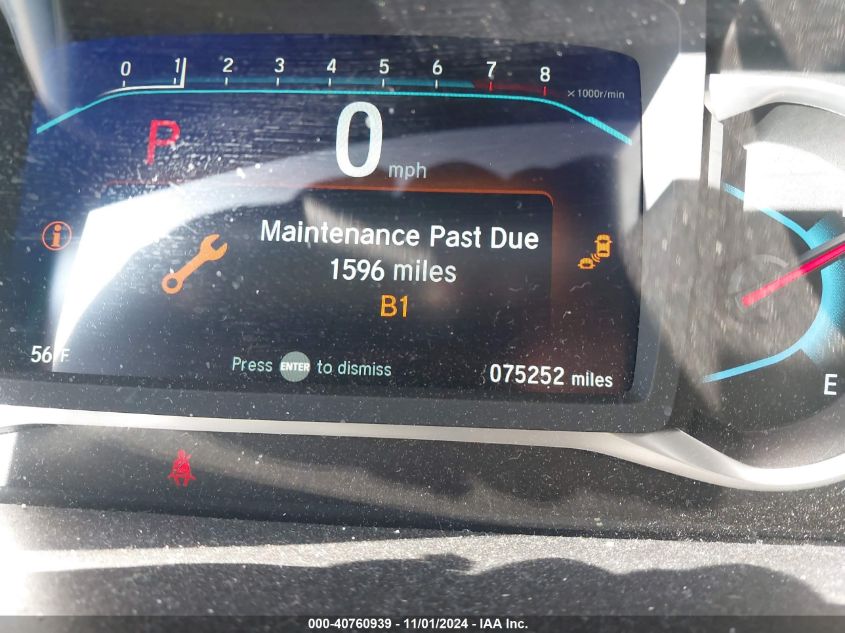 0 1 2 3 4 5 6 7 8
x1000r/min
P 0 mph
Maintenance Past Due
1596 miles
B1
56°F
Press ENTER to dismiss
075252 miles
E
000-40760939 - 11/01/2024 - IAA Inc.